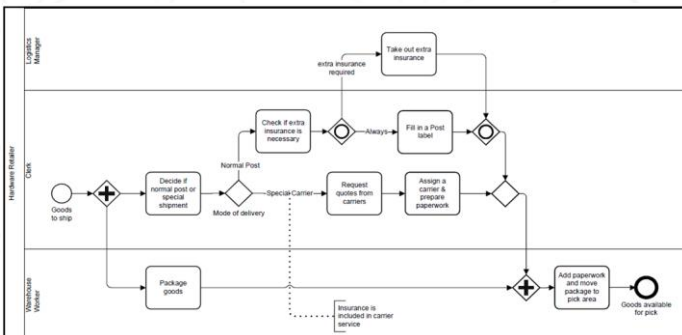 Hardware Retailer
Logistics
Manager
Take out extra
insurance
extra insurance
required
Clerk
Check if extra
insurance is
necessary
Always
Fill in a Post
label
Normal Post
Goods
to ship
Decide if
normal post or
special
shipment
Mode of delivery
Special Carrier
Request
quotes from
carriers
Assign a
carrier &
prepare
paperwork
Warehouse
Worker
Package
goods
Add paperwork
and move
package to
pick area
Goods available
for pick
Insurance is
included in carrier
service